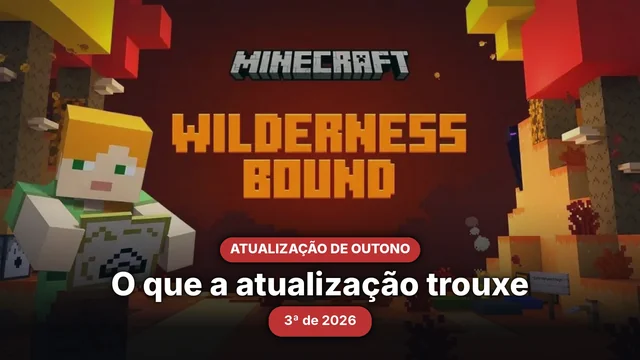 MINECRAFT
WILDERNESS
BOUND
ATUALIZAÇÃO DE OUTONO
O que a atualização trouxe
3ª de 2026